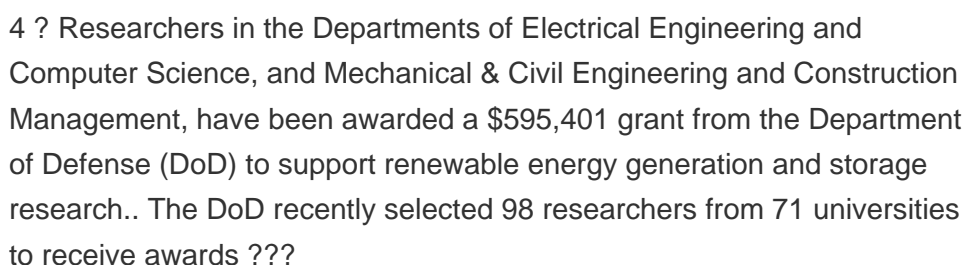 4 ? Researchers in the Departments of Electrical Engineering and
Computer Science, and Mechanical & Civil Engineering and Construction
Management, have been awarded a $595,401 grant from the Department
of Defense (DoD) to support renewable energy generation and storage
research.. The DoD recently selected 98 researchers from 71 universities
to receive awards ???